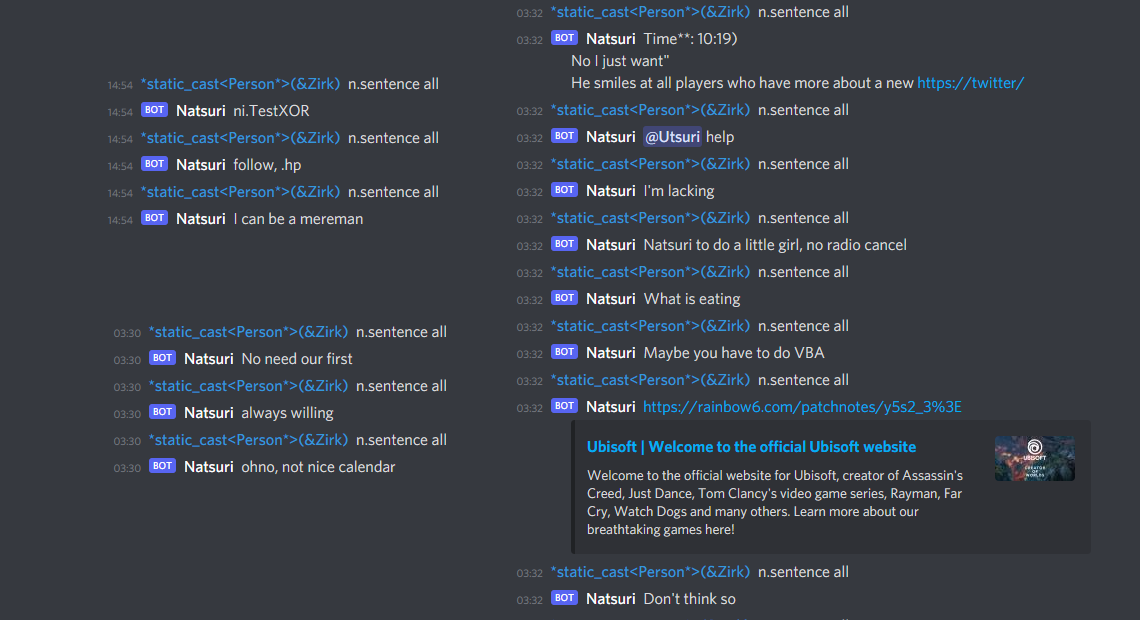 14:54 *static_cast<Person*>(&Zirk) n.sentence all
14:54 BOT Natsuri ni.TestXOR
14:54 *static_cast<Person*>(&Zirk) n.sentence all
14:54 BOT Natsuri follow, .hp
14:54 *static_cast<Person*>(&Zirk) n.sentence all
14:54 BOT Natsuri I can be a mereman
03:30 *static_cast<Person*>(&Zirk) n.sentence all
03:30 BOT Natsuri No need our first
03:30 *static_cast<Person*>(&Zirk) n.sentence all
03:30 BOT Natsuri always willing
03:30 *static_cast<Person*>(&Zirk) n.sentence all
03:30 BOT Natsuri ohno, not nice calendar
03:32 *static_cast<Person*>(&Zirk) n.sentence all
03:32 BOT Natsuri Time**: 10:19)
No I just want"
He smiles at all players who have more about a new https://twitter/
03:32 *static_cast<Person*>(&Zirk) n.sentence all
03:32 BOT Natsuri @Utsuri help
03:32 *static_cast<Person*>(&Zirk) n.sentence all
03:32 BOT Natsuri I'm lacking
03:32 *static_cast<Person*>(&Zirk) n.sentence all
03:32 BOT Natsuri Natsuri to do a little girl, no radio cancel
03:32 *static_cast<Person*>(&Zirk) n.sentence all
03:32 BOT Natsuri What is eating
03:32 *static_cast<Person*>(&Zirk) n.sentence all
03:32 BOT Natsuri Maybe you have to do VBA
03:32 *static_cast<Person*>(&Zirk) n.sentence all
03:32 BOT Natsuri https://rainbow6.com/patchnotes/y5s2_3%3E
Ubisoft | Welcome to the official Ubisoft website
Welcome to the official website for Ubisoft, creator of Assassin's
Creed, Just Dance, Tom Clancy's video game series, Rayman, Far
Cry, Watch Dogs and many others. Learn more about our
breathtaking games here!
UBISOFT
CREATOR
OF
WORLDS
03:32 *static_cast<Person*>(&Zirk) n.sentence all
03:32 BOT Natsuri Don't think so